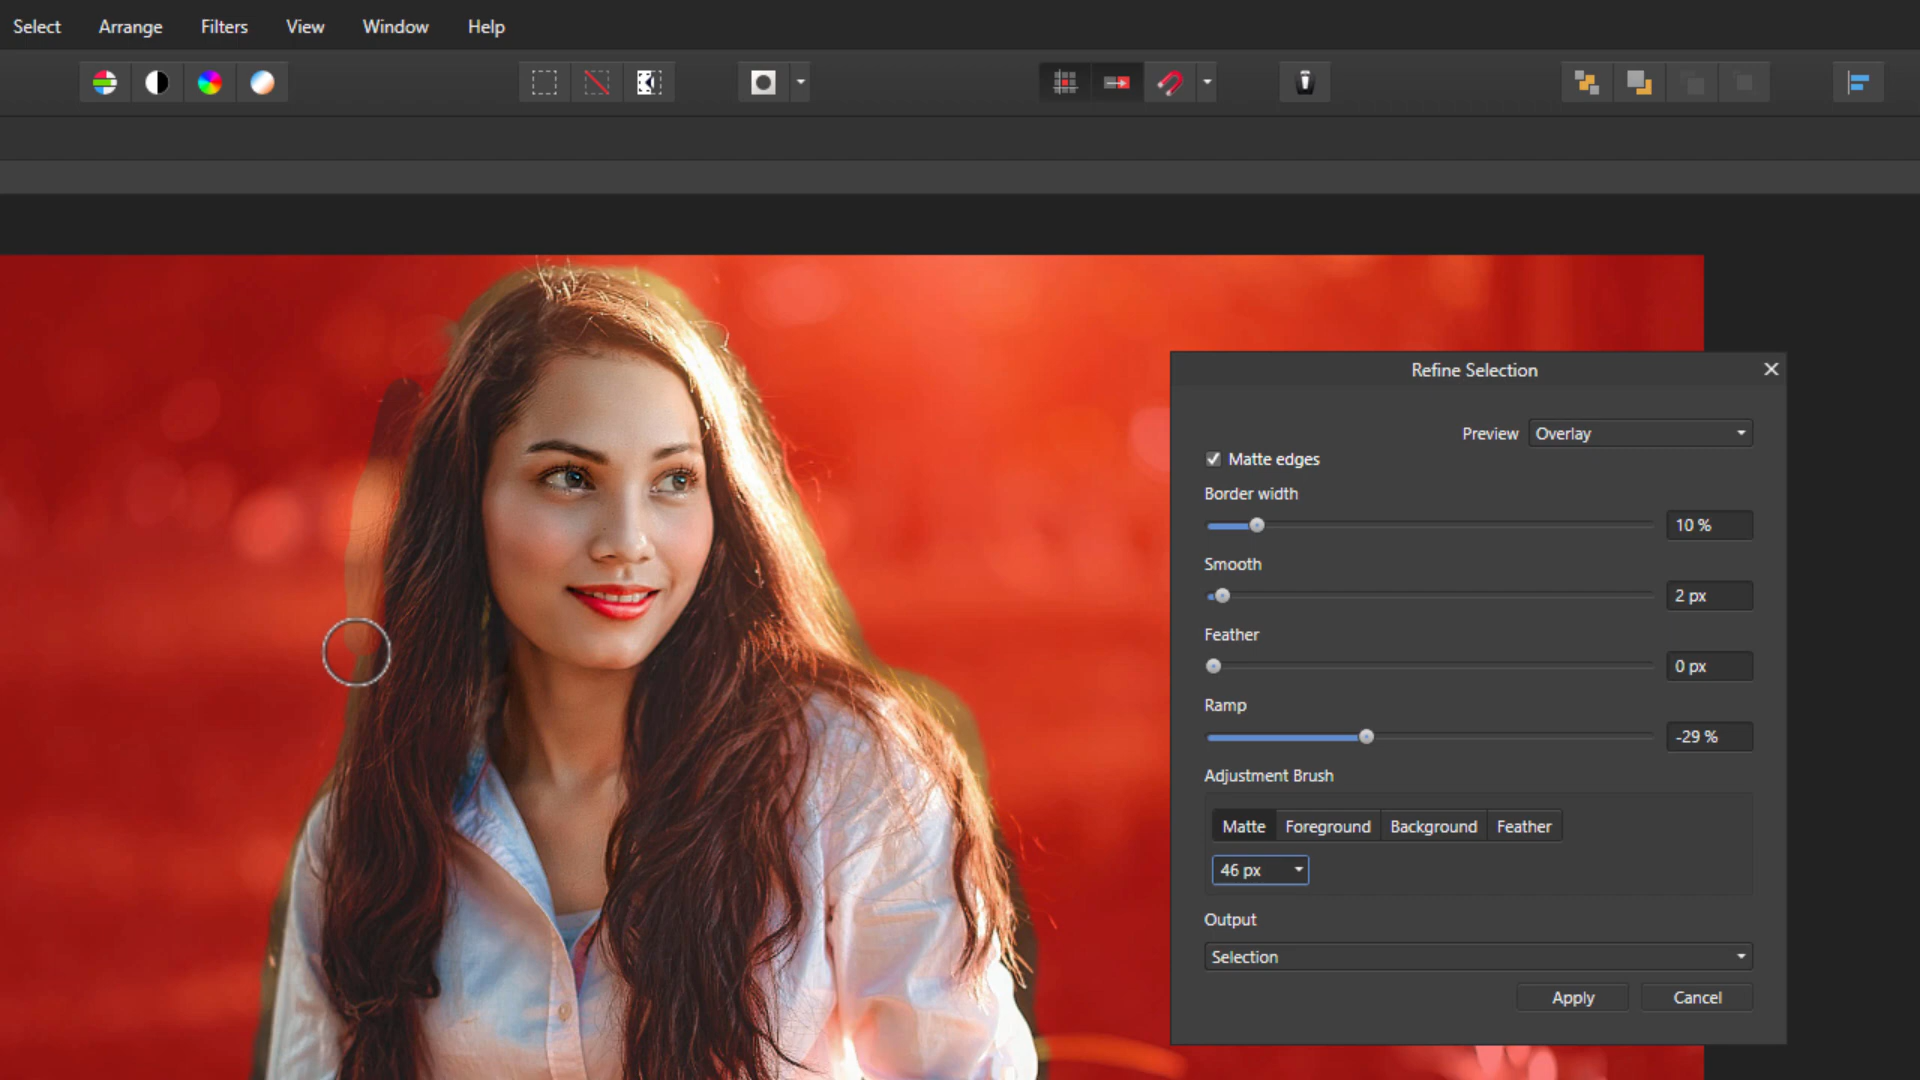 Select Arrange Filters View Window Help
Refine Selection
Preview Overlay
Matte edges
Border width
10 %
Smooth
2 px
Feather
0 px
Ramp
-29 %
Adjustment Brush
Matte Foreground Background Feather
46 px
Output
Selection
Apply Cancel